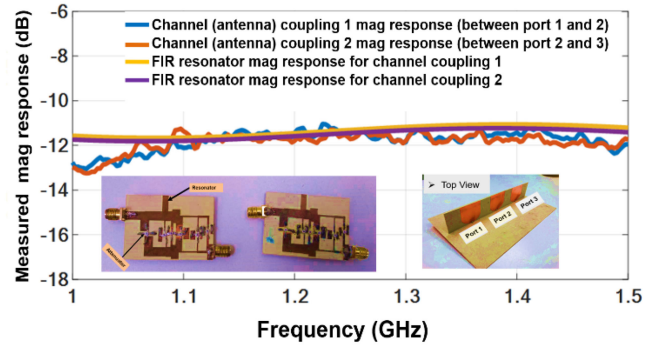 Measured mag response (dB)
-6
-8
-10
-12
-14
-16
-18
Channel (antenna) coupling 1 mag response (between port 1 and 2)
Channel (antenna) coupling 2 mag response (between port 2 and 3)
FIR resonator mag response for channel coupling 1
FIR resonator mag response for channel coupling 2
Resonator
Attenuator
➢ Top View
Port 1
Port 2
Port 3
1
1.1
1.2
1.3
1.4
1.5
Frequency (GHz)